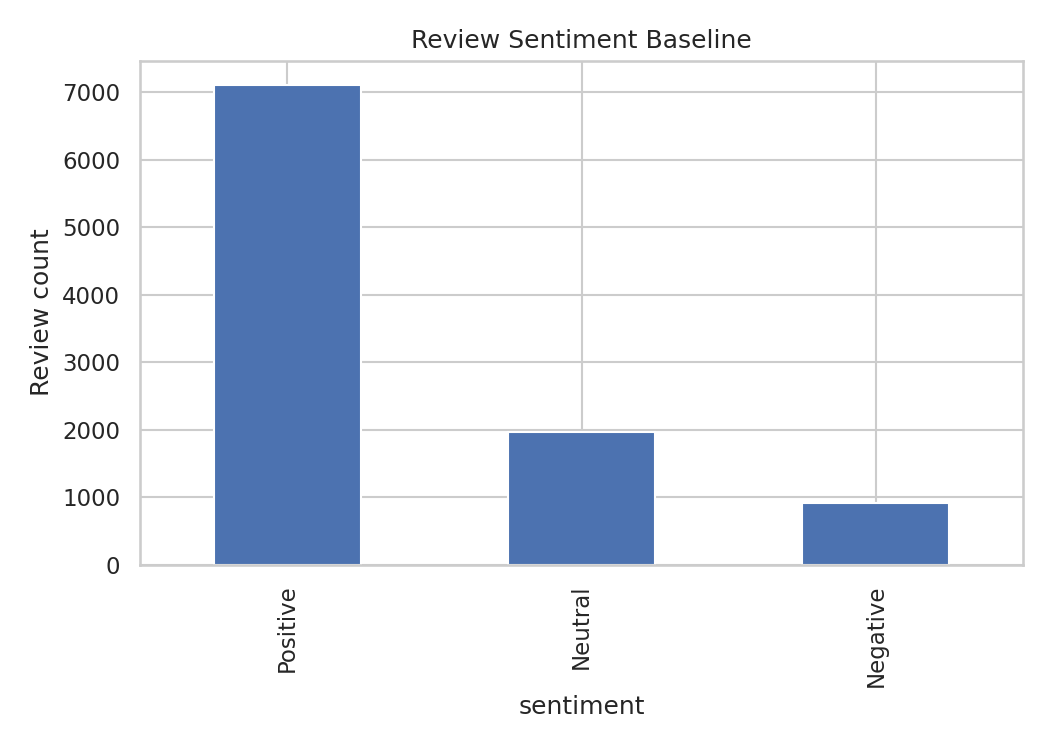 Review Sentiment Baseline
Review count
7000
6000
5000
4000
3000
2000
1000
0
Positive
Neutral
Negative
sentiment